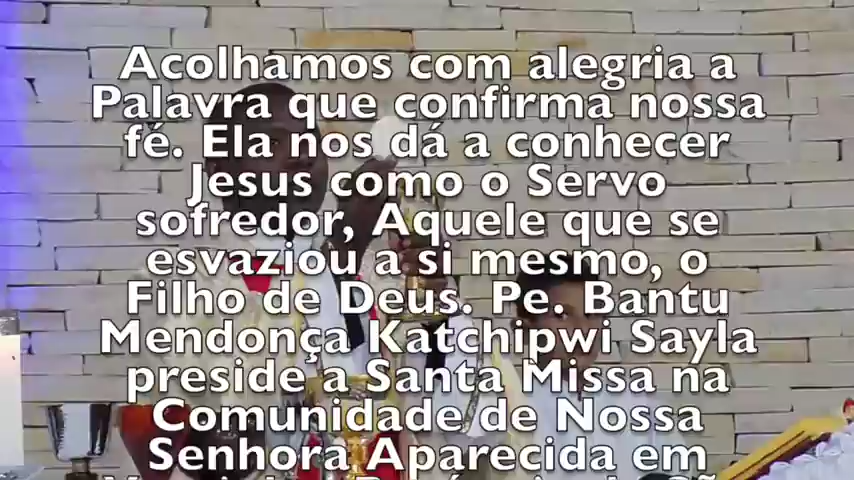 Acolhamos com alegria a
Palavra que confirma nossa
fé. Ela nos dá a conhecer
Jesus como o Servo
sofredor, Aquele que se
esvaziou a si mesmo, o
Filho de Deus. Pe. Bantu
Mendonça Katchipwi Sayla
preside a Santa Missa na
Comunidade de Nossa
Senhora Aparecida em